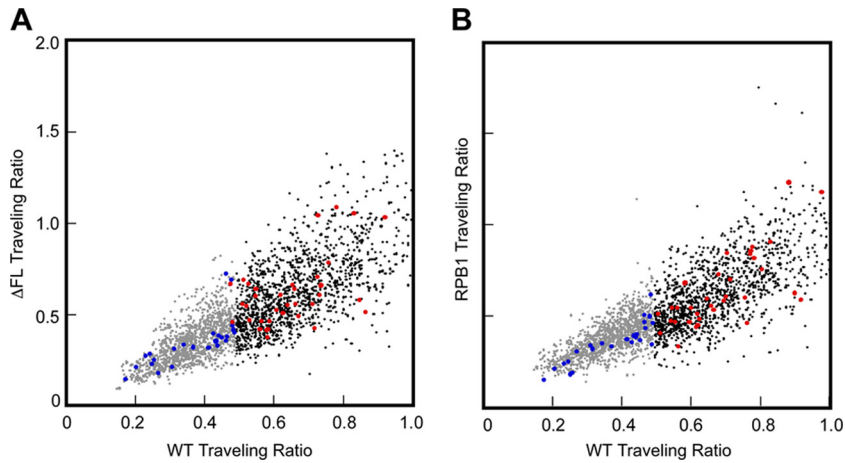 A
B
2.0
1.5
1.0
0.5
0
ΔFL Traveling Ratio
RPB1 Traveling Ratio
0 0.2 0.4 0.6 0.8 1.0
0 0.2 0.4 0.6 0.8 1.0
WT Traveling Ratio
WT Traveling Ratio